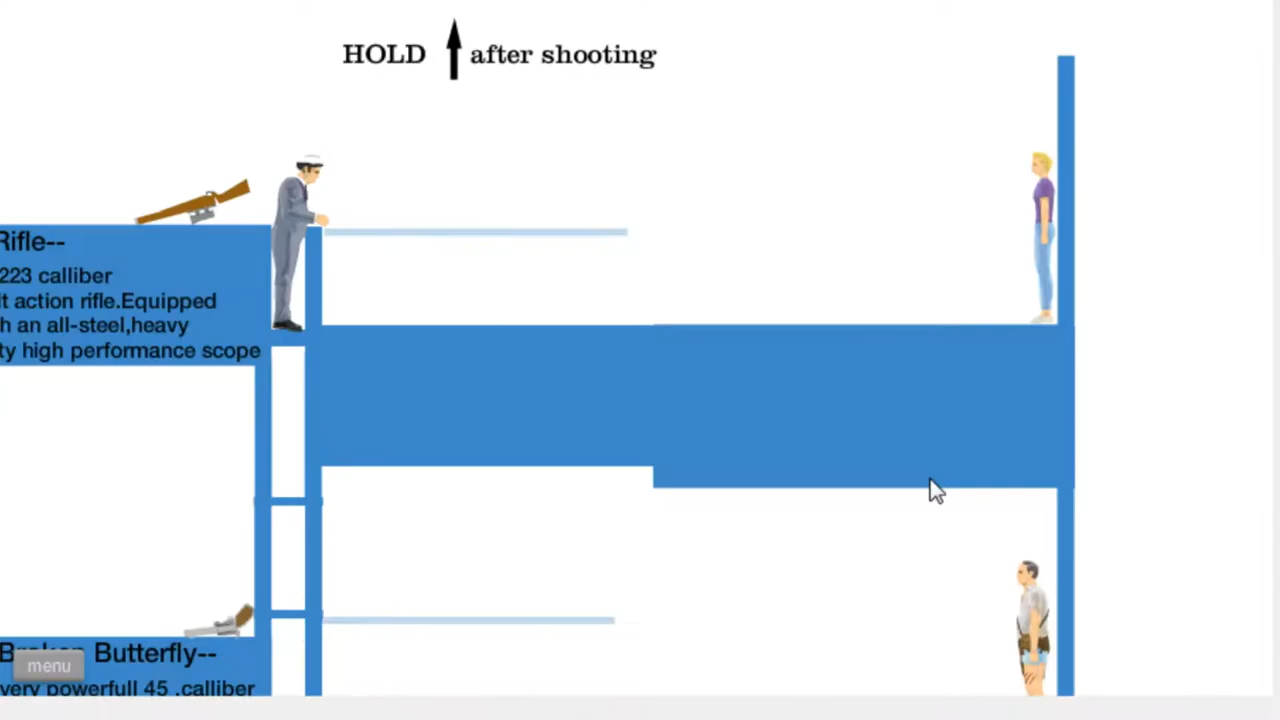 HOLD after shooting
Rifle--
223 calliber
lt action rifle.Equipped
h an all-steel,heavy
ty high performance scope
Butterfly--
menu
very powerfull 45 .calliber